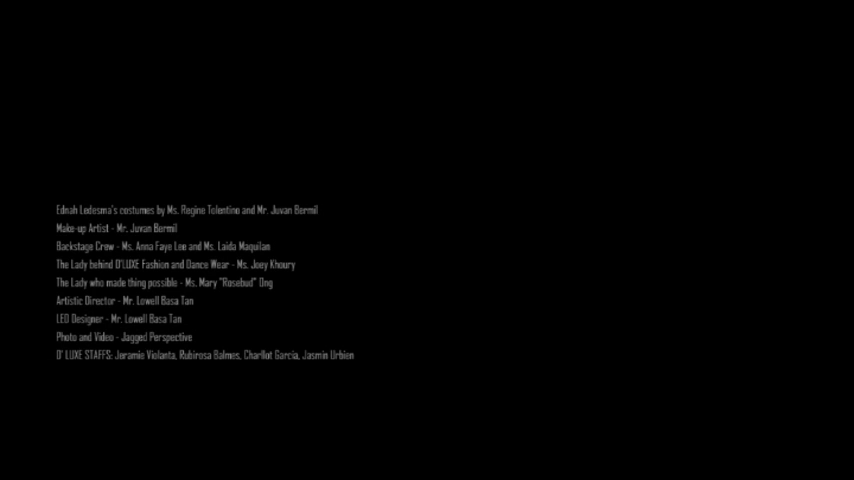 Ednah Ledesma's costumes by Ms. Regine Tolentino and Mr. Juvan Bermil
Make-up Artist - Mr. Juvan Bermil
Backstage Crew - Ms. Anna Faye Lee and Ms. Laida Maquilan
The Lady behind D'LUXE Fashion and Dance Wear - Ms. Joey Khoury
The Lady who made thing possible - Ms. Mary "Rosebud" Ong
Artistic Director - Mr. Lowell Basa Tan
LED Designer - Mr. Lowell Basa Tan
Photo and Video - Jagged Perspective
D' LUXE STAFFS: Jeramie Violanta, Rubirosa Balmes, Charllot Garcia, Jasmin Urbien